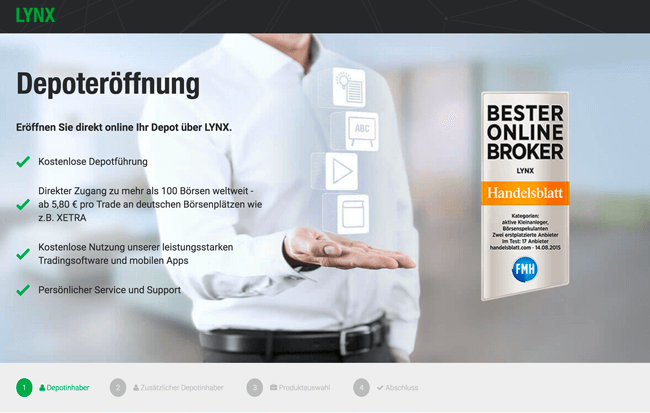 LYNX
Depoteröffnung
Eröffnen Sie direkt online Ihr Depot über LYNX.
Kostenlose Depotführung
Direkter Zugang zu mehr als 100 Börsen weltweit -
ab 5,80 € pro Trade an deutschen Börsenplätzen wie
z.B. XETRA
Kostenlose Nutzung unserer leistungsstarken
Tradingsoftware und mobilen Apps
Persönlicher Service und Support
ABC
BESTER
ONLINE
BROKER
LYNX
Handelsblatt
Kategorien:
aktive Kleinanleger,
Börsenspekulanten
Zwei erstplatzierte Anbieter
Im Test: 17 Anbieter
handelsblatt.com · 14.08.2015
FMH
1 Depotinhaber
2 Zusätzlicher Depotinhaber
3 Produktauswahl
4 Abschluss